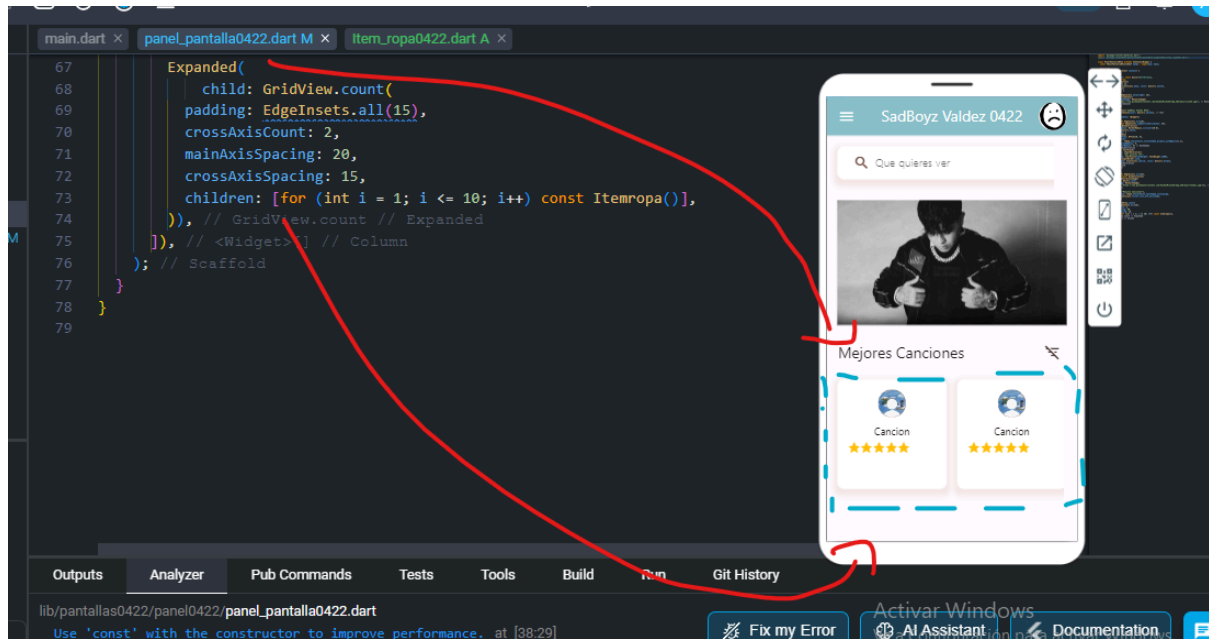 main.dart × panel_pantalla0422.dart M × Item_ropa0422.dart A ×
67 Expanded(
68 child: GridView.count(
69 padding: EdgeInsets.all(15),
70 crossAxisCount: 2,
71 mainAxisSpacing: 20,
72 crossAxisSpacing: 15,
73 children: [for (int i = 1; i <= 10; i++) const Itemropa()],
74 )), // GridView.count // Expanded
75 ]), // <Widget>[] // Column
76 ); // Scaffold
77 }
78 }
79
M
SadBoyz Valdez 0422
Que quieres ver
Mejores Canciones
Cancion Cancion
Outputs Analyzer Pub Commands Tests Tools Build Run Git History
lib/pantallas0422/panel0422/panel_pantalla0422.dart
Use 'const' with the constructor to improve performance. at [38:29]
Activar Windows
Fix my Error AI Assistant Documentation